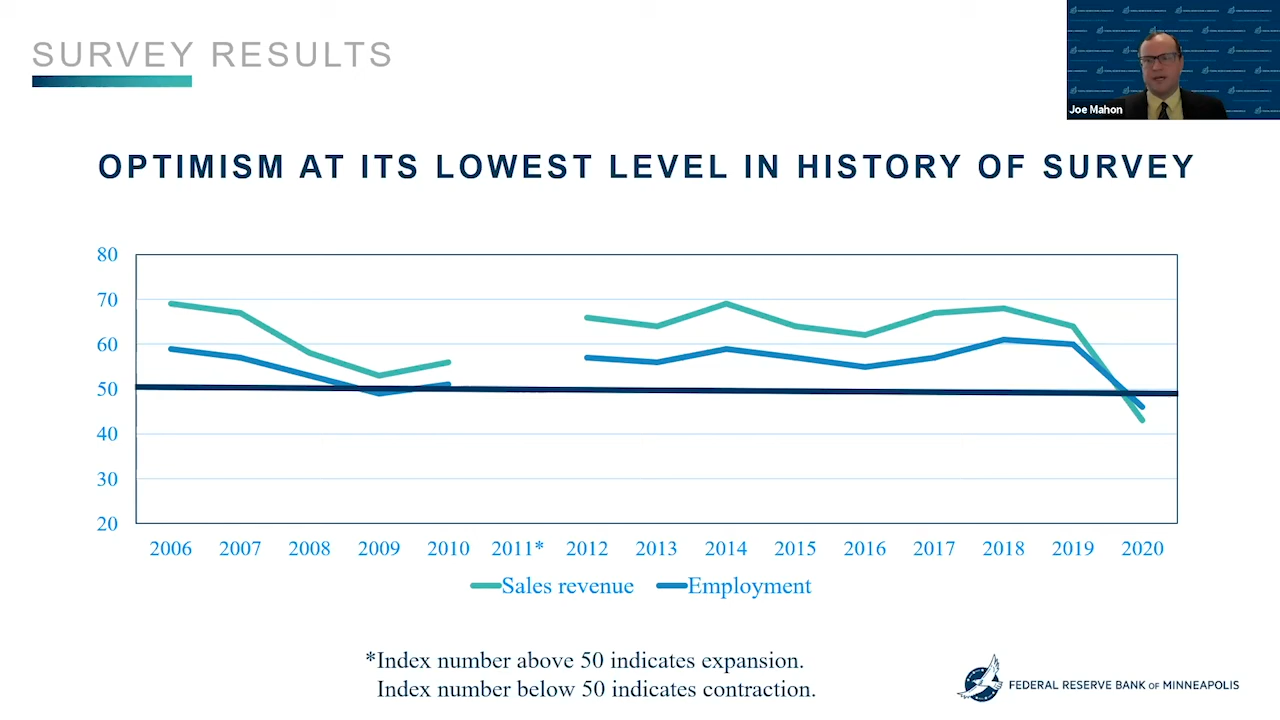 SURVEY RESULTS
Joe Mahon
OPTIMISM AT ITS LOWEST LEVEL IN HISTORY OF SURVEY
80
70
60
50
40
30
20
2006 2007 2008 2009 2010 2011* 2012 2013 2014 2015 2016 2017 2018 2019 2020
Sales revenue Employment
*Index number above 50 indicates expansion.
Index number below 50 indicates contraction.
FEDERAL RESERVE BANK OF MINNEAPOLIS